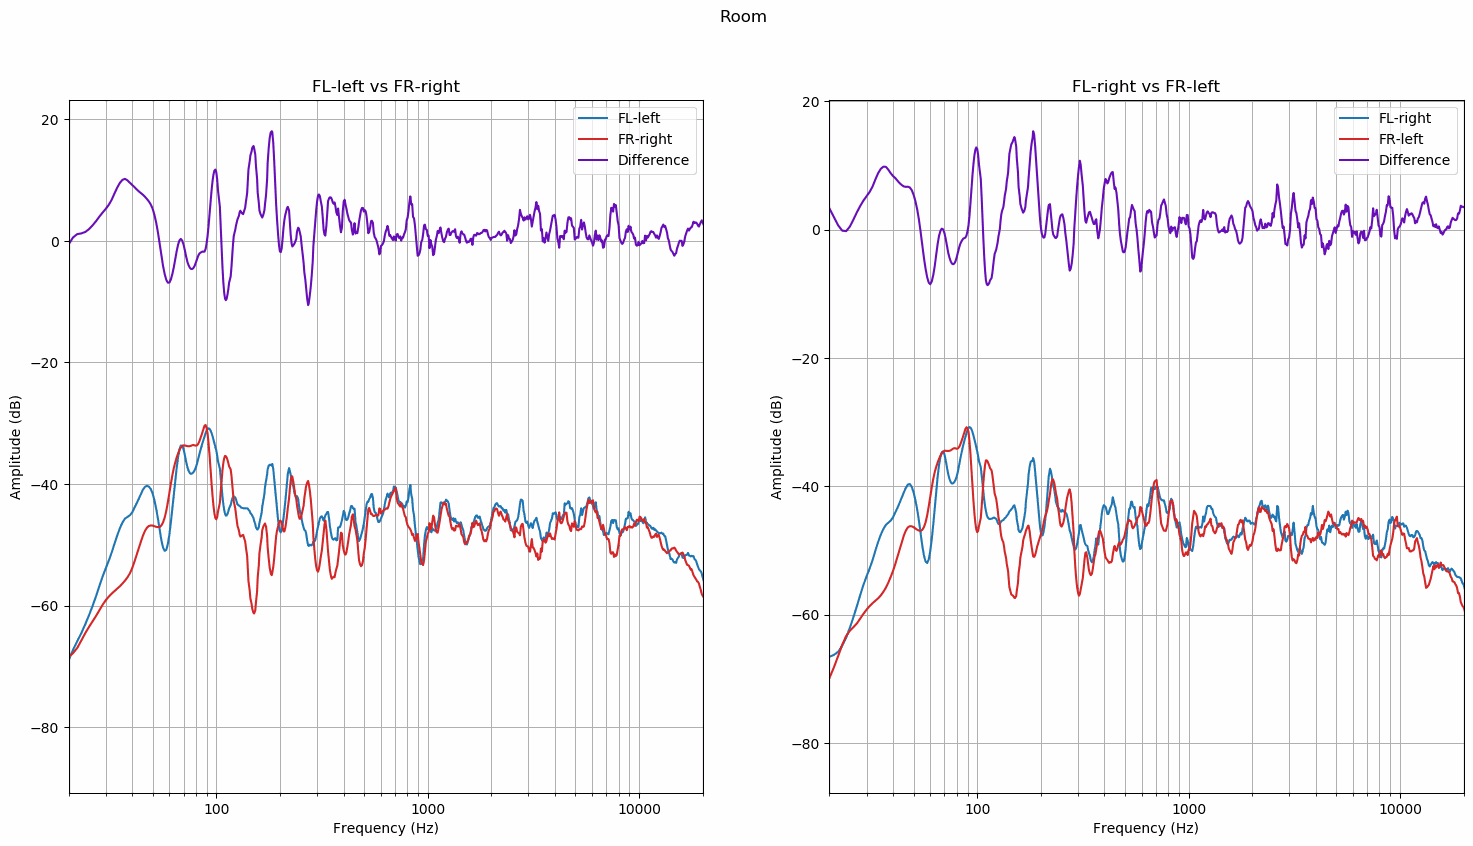 Room
FL-left vs FR-right
FL-left
FR-right
Difference
20
0
−20
−40
−60
−80
Amplitude (dB)
100
1000
10000
Frequency (Hz)
FL-right vs FR-left
FL-right
FR-left
Difference
20
0
−20
−40
−60
−80
Amplitude (dB)
100
1000
10000
Frequency (Hz)